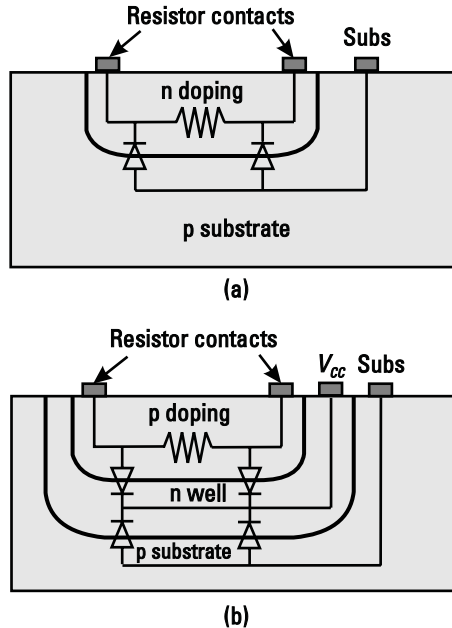 Resistor contacts
Subs
n doping
p substrate
(a)
Resistor contacts
Vcc Subs
p doping
n well
p substrate
(b)